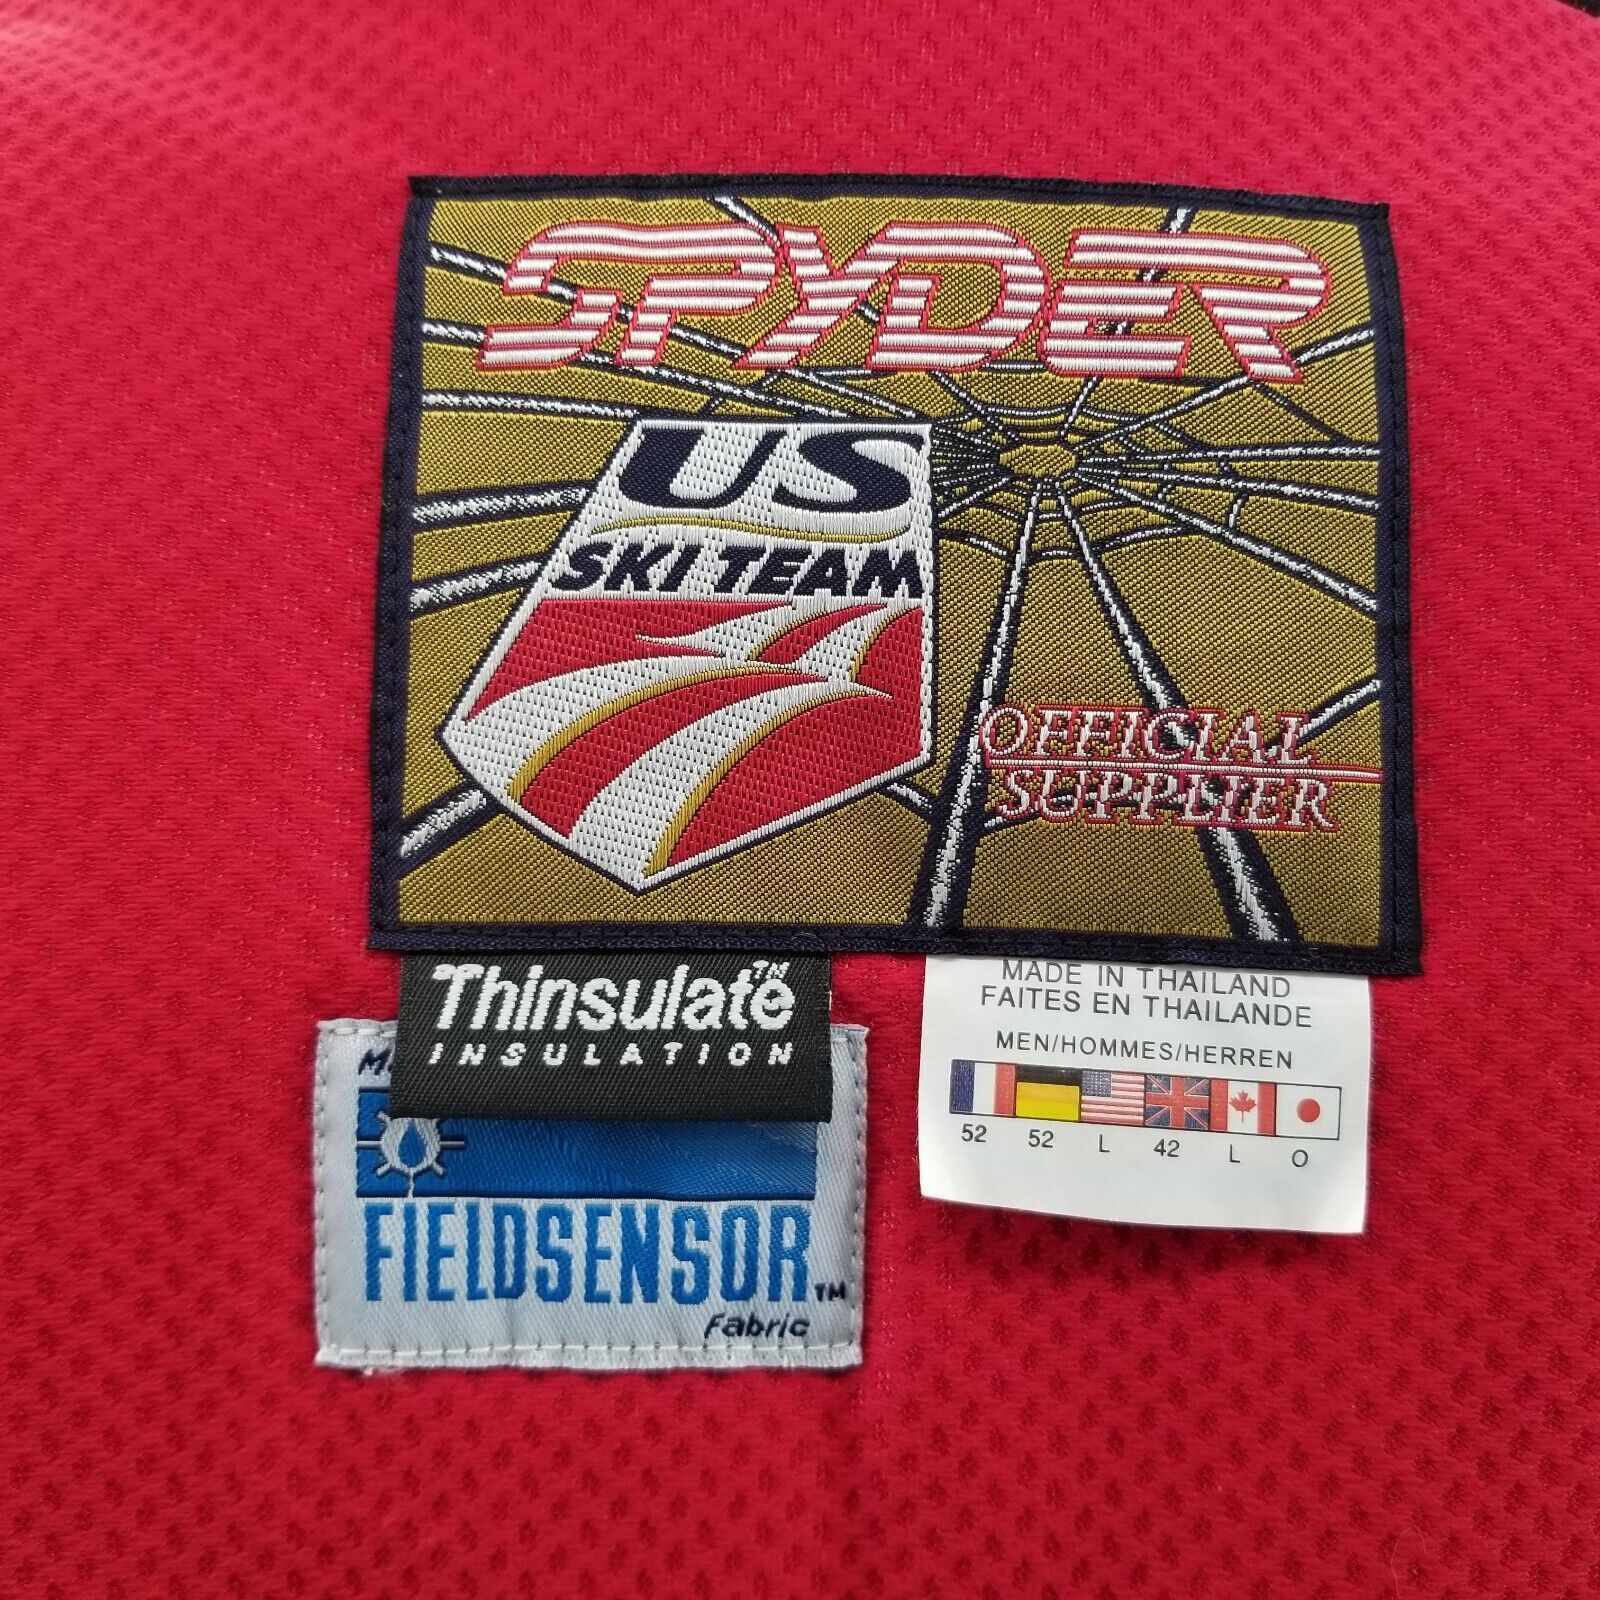 SPYDER
US
SKI TEAM
OFFICIAL
SUPPLIER
Thinsulate™
INSULATION
FIELDSENSOR™
Fabric
MADE IN THAILAND
FAITES EN THAILANDE
MEN/HOMMES/HERREN
52 52 L 42 L O